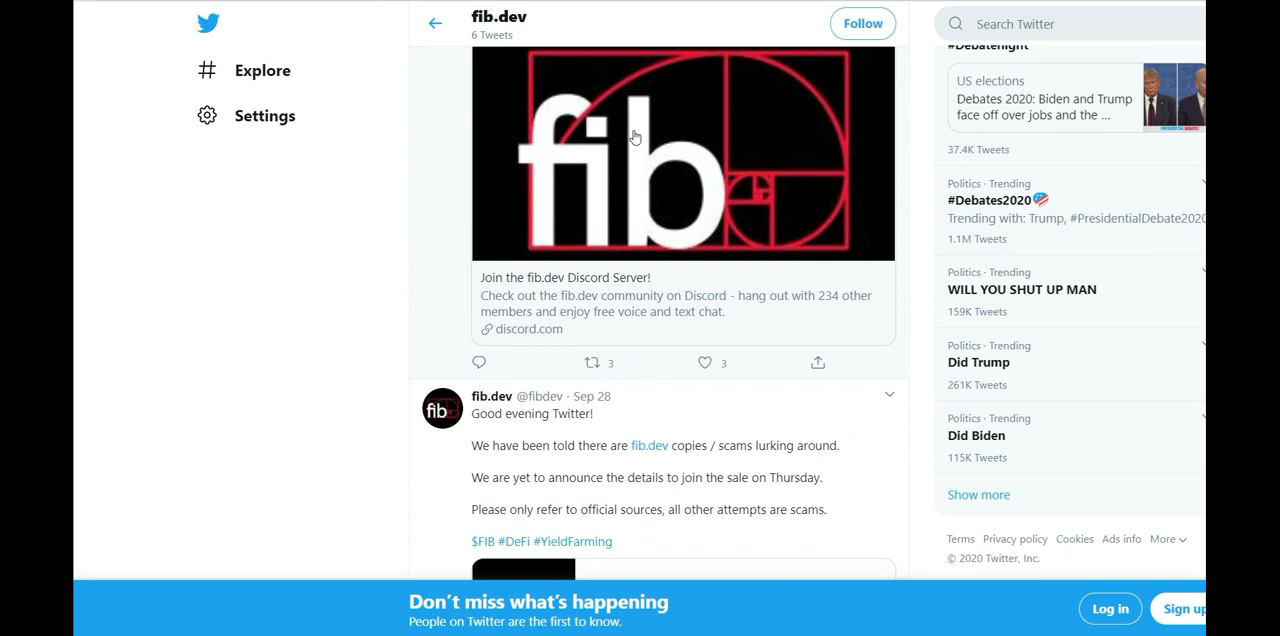 fib.dev
6 Tweets
Follow
Search Twitter
Explore
Settings
fib
Join the fib.dev Discord Server!
Check out the fib.dev community on Discord - hang out with 234 other
members and enjoy free voice and text chat.
discord.com
3
3
fib
fib.dev @fibdev · Sep 28
Good evening Twitter!
We have been told there are fib.dev copies / scams lurking around.
We are yet to announce the details to join the sale on Thursday.
Please only refer to official sources, all other attempts are scams.
$FIB #DeFi #YieldFarming
#Debatenight
US elections
Debates 2020: Biden and Trump
face off over jobs and the ...
37.4K Tweets
Politics · Trending
#Debates2020
Trending with: Trump, #PresidentialDebate2020
1.1M Tweets
Politics · Trending
WILL YOU SHUT UP MAN
159K Tweets
Politics · Trending
Did Trump
261K Tweets
Politics · Trending
Did Biden
115K Tweets
Show more
Terms Privacy policy Cookies Ads info More
© 2020 Twitter, Inc.
Don't miss what's happening
People on Twitter are the first to know.
Log in
Sign up